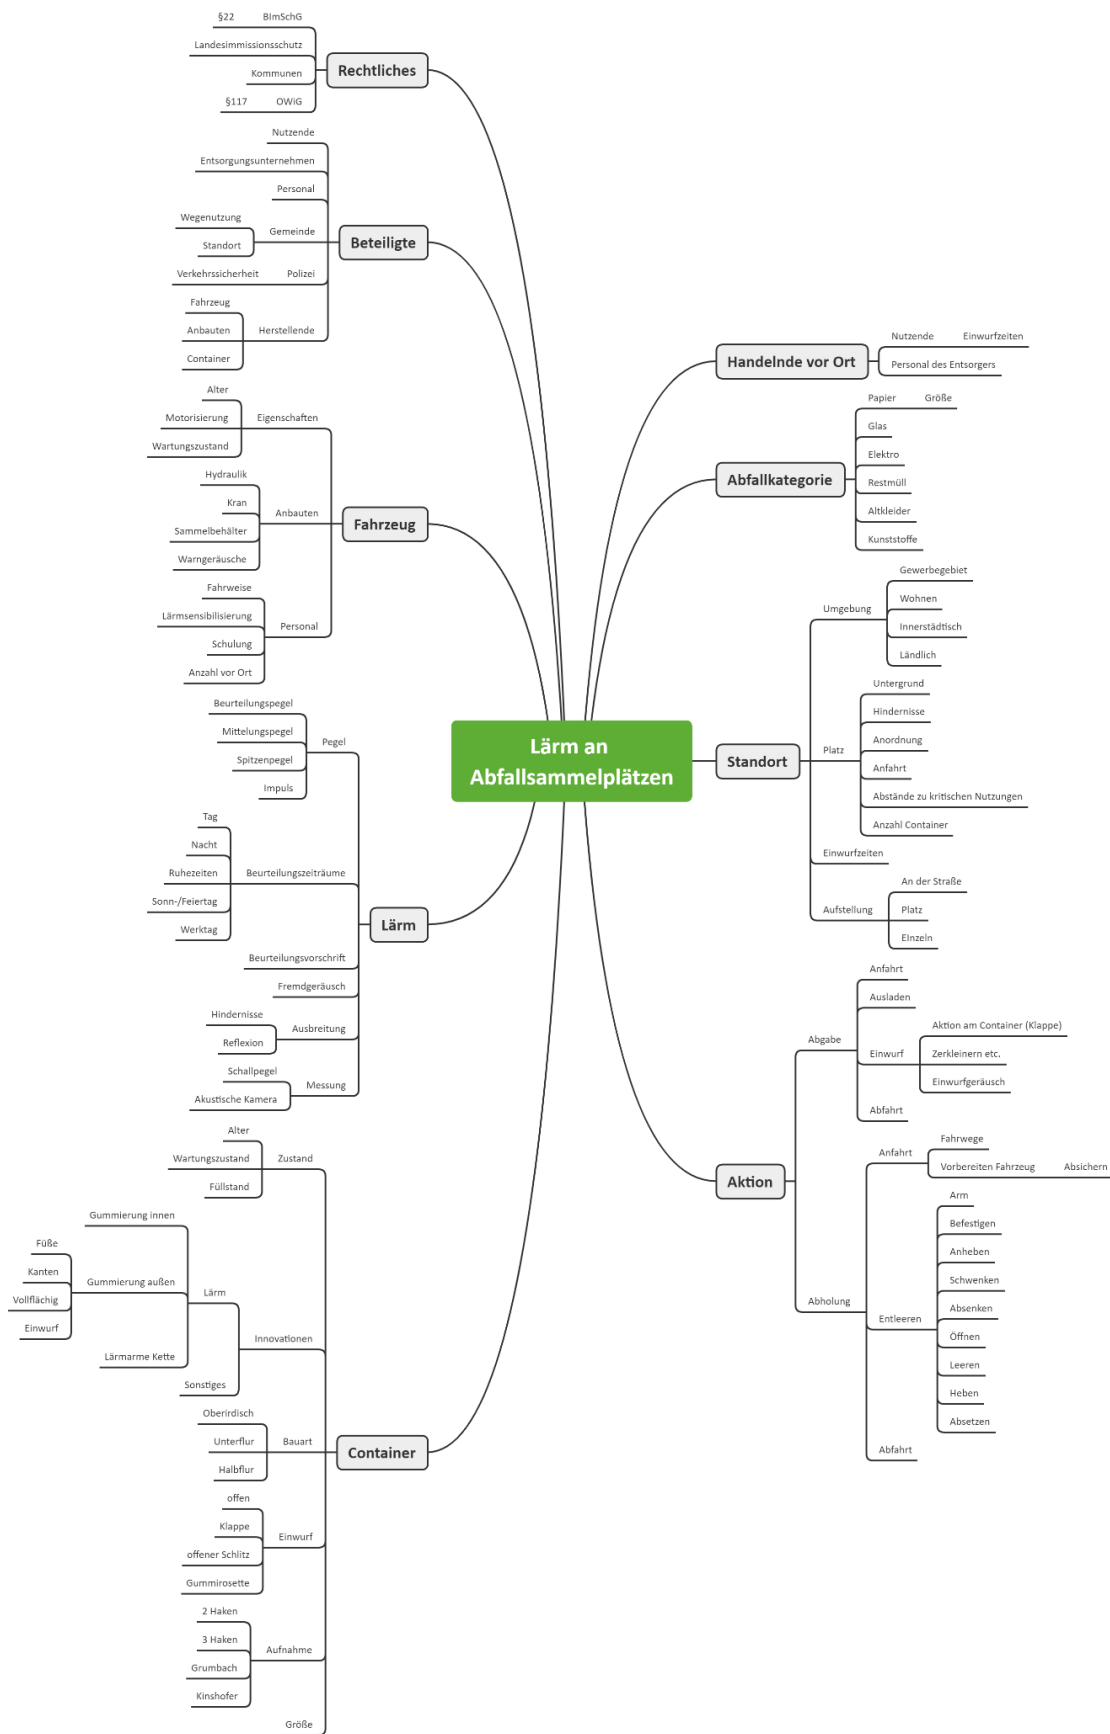 Lärm an
Abfallsammelplätzen
Rechtliches
§22 BImSchG
Landesimmissionsschutz
Kommunen
§117 OWiG
Beteiligte
Nutzende
Entsorgungsunternehmen
Personal
Gemeinde
Wegenutzung
Standort
Verkehrssicherheit Polizei
Herstellende
Fahrzeug
Anbauten
Container
Fahrzeug
Eigenschaften
Alter
Motorisierung
Wartungszustand
Anbauten
Hydraulik
Kran
Sammelbehälter
Warngeräusche
Personal
Fahrweise
Lärmsensibilisierung
Schulung
Anzahl vor Ort
Lärm
Pegel
Beurteilungspegel
Mittelungspegel
Spitzenpegel
Impuls
Beurteilungszeiträume
Tag
Nacht
Ruhezeiten
Sonn-/Feiertag
Werktag
Beurteilungsvorschrift
Fremdgeräusch
Ausbreitung
Hindernisse
Reflexion
Messung
Schallpegel
Akustische Kamera
Container
Zustand
Alter
Wartungszustand
Füllstand
Innovationen
Lärm
Gummierung innen
Gummierung außen
Füße
Kanten
Vollflächig
Einwurf
Lärmarme Kette
Sonstiges
Bauart
Oberirdisch
Unterflur
Halbflur
Einwurf
offen
Klappe
offener Schlitz
Gummirosette
Aufnahme
2 Haken
3 Haken
Grumbach
Kinshofer
Größe
Handelnde vor Ort
Nutzende Einwurfzeiten
Personal des Entsorgers
Abfallkategorie
Papier Größe
Glas
Elektro
Restmüll
Altkleider
Kunststoffe
Standort
Umgebung
Gewerbegebiet
Wohnen
Innerstädtisch
Ländlich
Platz
Untergrund
Hindernisse
Anordnung
Anfahrt
Abstände zu kritischen Nutzungen
Anzahl Container
Einwurfzeiten
Aufstellung
An der Straße
Platz
EInzeln
Aktion
Abgabe
Anfahrt
Ausladen
Einwurf
Aktion am Container (Klappe)
Zerkleinern etc.
Einwurfgeräusch
Abfahrt
Abholung
Anfahrt
Fahrwege
Vorbereiten Fahrzeug Absichern
Entleeren
Arm
Befestigen
Anheben
Schwenken
Absenken
Öffnen
Leeren
Heben
Absetzen
Abfahrt